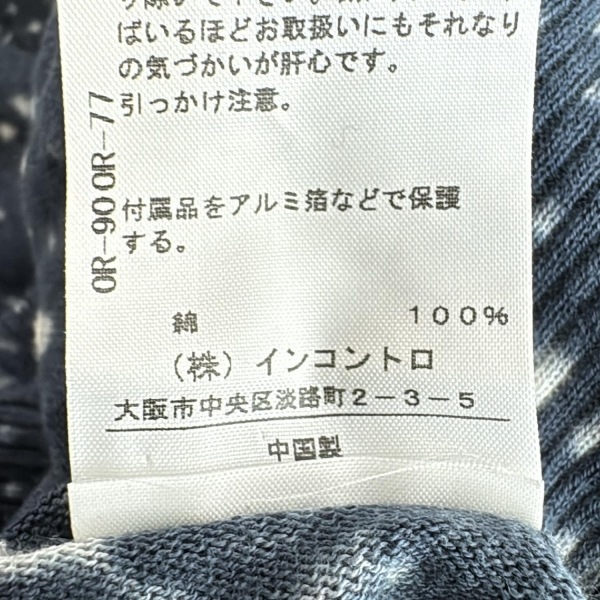 ばいるほどお取扱いにもそれなり
の気づかいが肝心です。
引っかけ注意。
付属品をアルミ箔などで保護
する。
綿 100%
(株)インコントロ
大阪市中央区淡路町2-3-5
中国製
OR-900R-77